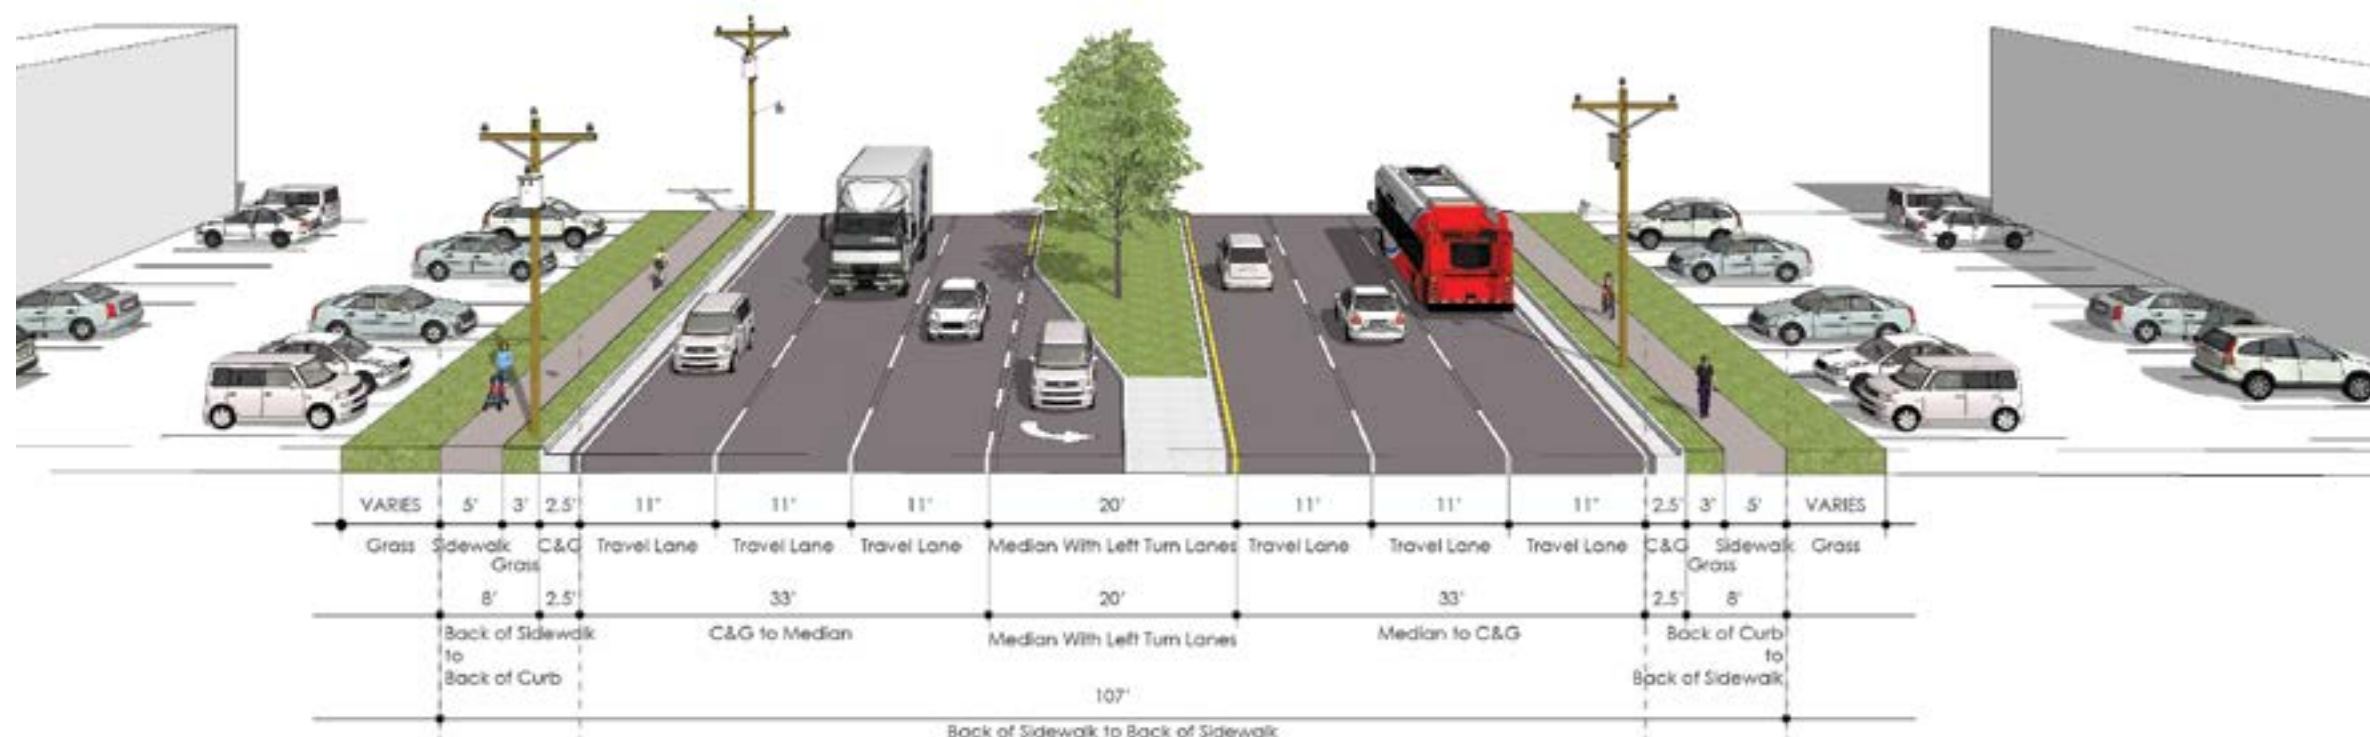 VARIES 5' 3' 2.5' 11' 11' 11' 20' 11' 11' 11' 2.5' 3' 5' VARIES
Grass Sidewalk C&G Travel Lane Travel Lane Travel Lane Median With Left Turn Lanes Travel Lane Travel Lane Travel Lane C&G Sidewalk Grass
Grass Grass
8' 2.5' 33' 20' 33' 2.5' 8'
Back of Sidewalk
to
Back of Curb
C&G to Median
Median With Left Turn Lanes
Median to C&G
Back of Curb
to
Back of Sidewalk
107'
Back of Sidewalk to Back of Sidewalk